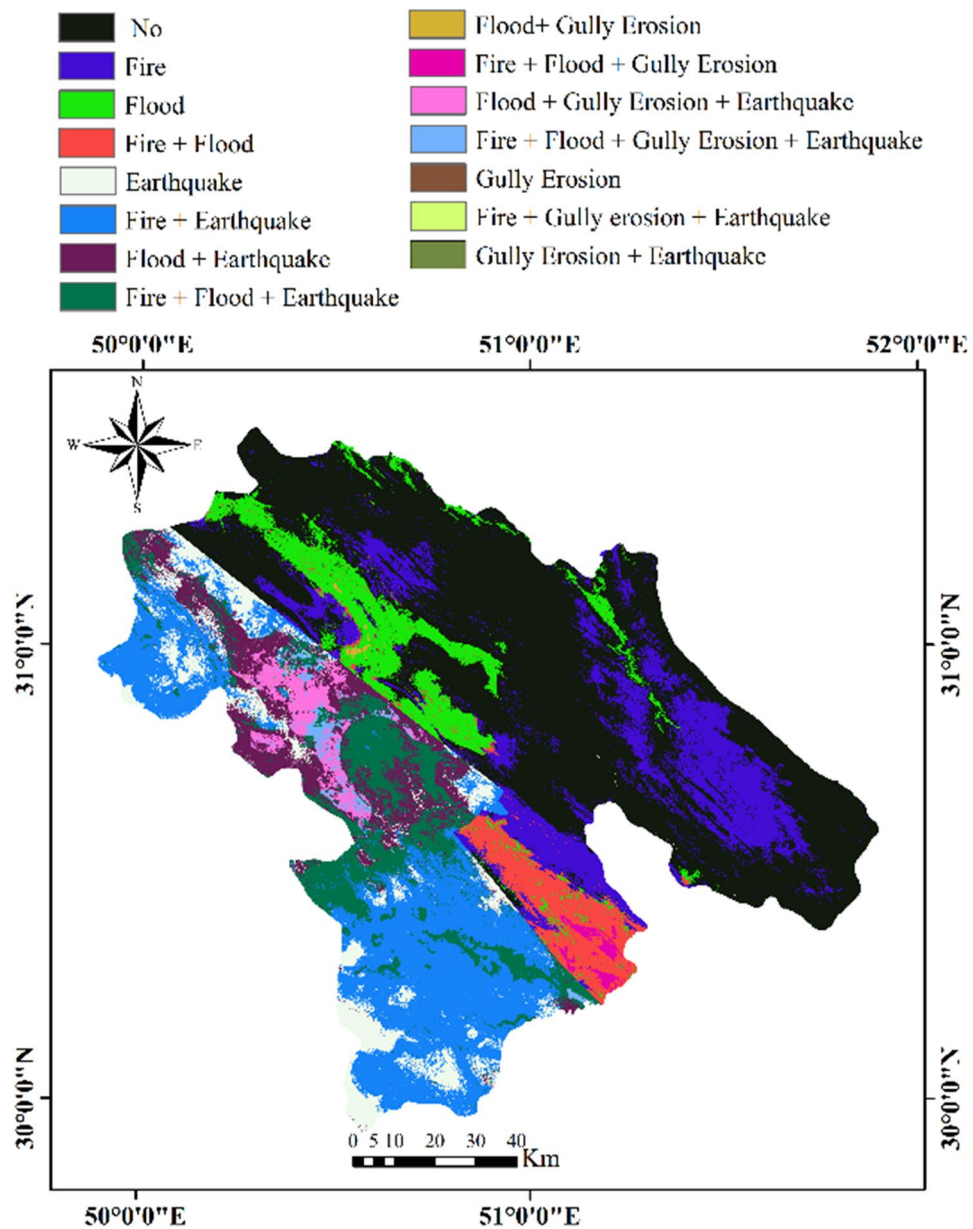 No
Fire
Flood
Fire + Flood
Earthquake
Fire + Earthquake
Flood + Earthquake
Fire + Flood + Earthquake
Flood+ Gully Erosion
Fire + Flood + Gully Erosion
Flood + Gully Erosion + Earthquake
Fire + Flood + Gully Erosion + Earthquake
Gully Erosion
Fire + Gully erosion + Earthquake
Gully Erosion + Earthquake
50°0'0"E 51°0'0"E 52°0'0"E
N
W E
S
31°0'0"N 31°0'0"N
30°0'0"N 30°0'0"N
0 5 10 20 30 40
Km
50°0'0"E 51°0'0"E